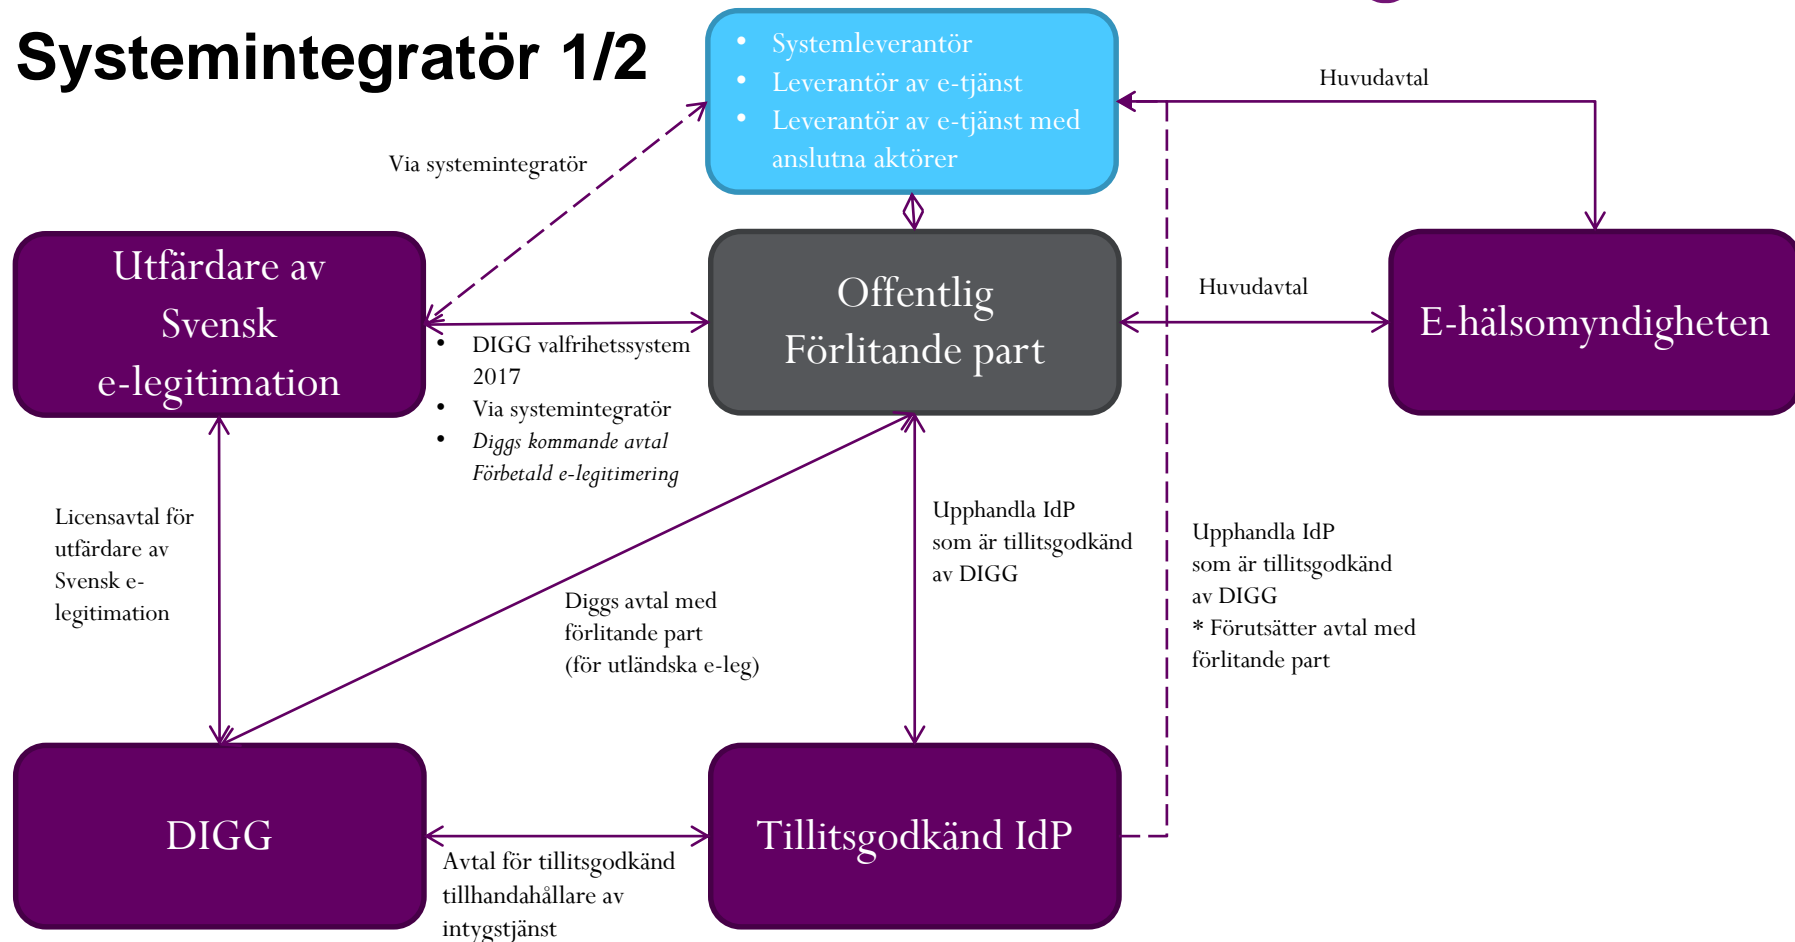 Systemintegratör 1/2
• Systemleverantör
• Leverantör av e-tjänst
• Leverantör av e-tjänst med
anslutna aktörer
Huvudavtal
Via systemintegratör
Utfärdare av
Svensk
e-legitimation
Offentlig
Förlitande part
Huvudavtal
E-hälsomyndigheten
• DIGG valfrihetssystem
2017
• Via systemintegratör
• Diggs kommande avtal
Förbetald e-legitimering
Licensavtal för
utfärdare av
Svensk e-
legitimation
Diggs avtal med
förlitande part
(för utländska e-leg)
Upphandla IdP
som är tillitsgodkänd
av DIGG
Upphandla IdP
som är tillitsgodkänd
av DIGG
* Förutsätter avtal med
förlitande part
DIGG
Avtal för tillitsgodkänd
tillhandahållare av
intygstjänst
Tillitsgodkänd IdP